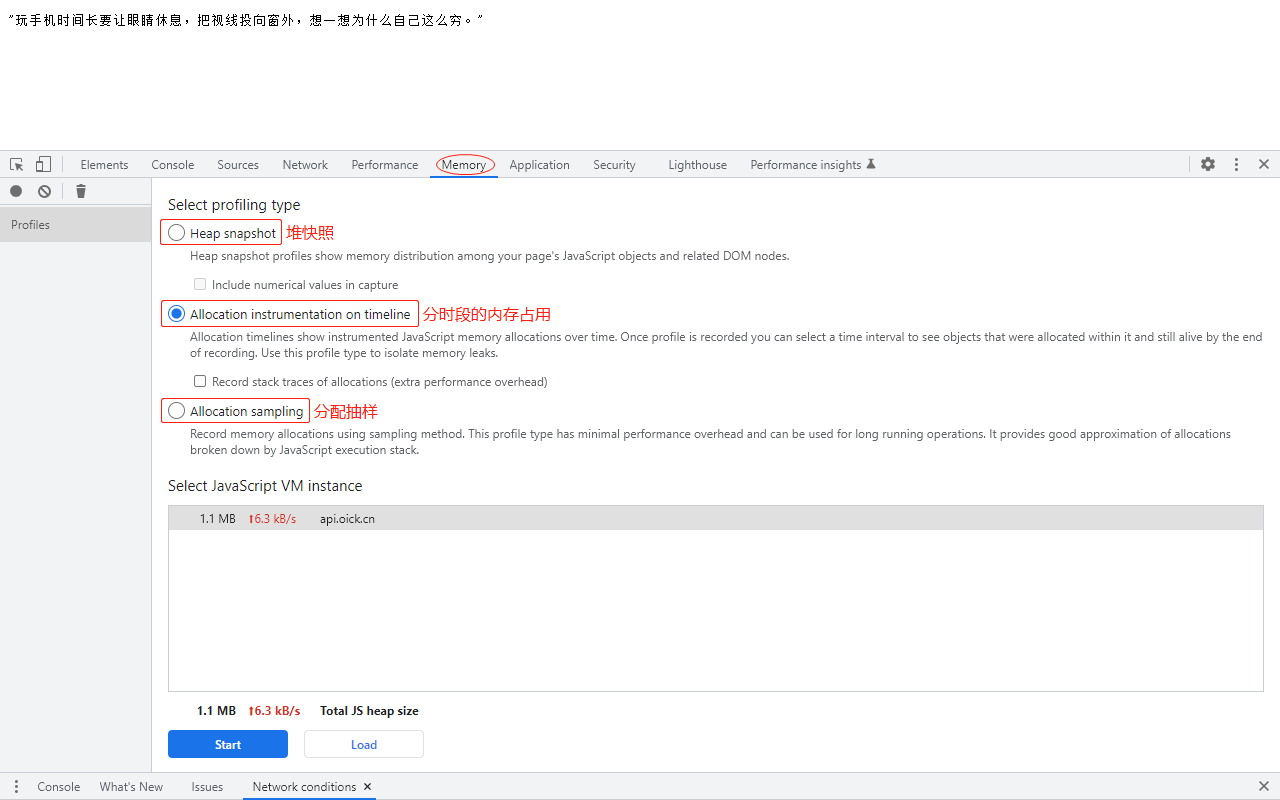 "玩手机时间长要让眼睛休息，把视线投向窗外，想一想为什么自己这么穷。"
Elements Console Sources Network Performance Memory Application Security Lighthouse Performance insights
Profiles
Select profiling type
Heap snapshot 堆快照
Heap snapshot profiles show memory distribution among your page's JavaScript objects and related DOM nodes.
Include numerical values in capture
Allocation instrumentation on timeline 分时段的内存占用
Allocation timelines show instrumented JavaScript memory allocations over time. Once profile is recorded you can select a time interval to see objects that were allocated within it and still alive by the end
of recording. Use this profile type to isolate memory leaks.
Record stack traces of allocations (extra performance overhead)
Allocation sampling 分配抽样
Record memory allocations using sampling method. This profile type has minimal performance overhead and can be used for long running operations. It provides good approximation of allocations
broken down by JavaScript execution stack.
Select JavaScript VM instance
1.1 MB ↑6.3 kB/s api.oick.cn
1.1 MB ↑6.3 kB/s Total JS heap size
Start Load
Console What's New Issues Network conditions